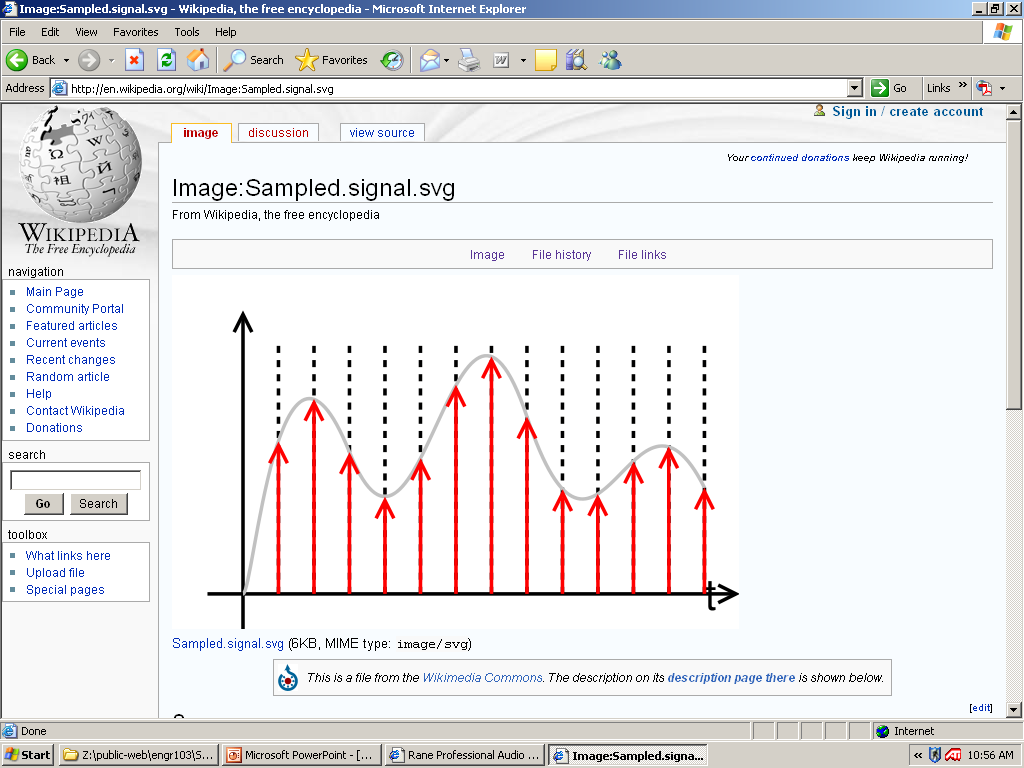 Image:Sampled.signal.svg - Wikipedia, the free encyclopedia - Microsoft Internet Explorer
File Edit View Favorites Tools Help
Back Search Favorites
Address http://en.wikipedia.org/wiki/Image:Sampled.signal.svg Go Links »
Sign in / create account
image discussion view source
Your continued donations keep Wikipedia running!
Image:Sampled.signal.svg
From Wikipedia, the free encyclopedia
Image File history File links
WIKIPEDIA
The Free Encyclopedia
navigation
Main Page
Community Portal
Featured articles
Current events
Recent changes
Random article
Help
Contact Wikipedia
Donations
search
Go Search
toolbox
What links here
Upload file
Special pages
t
Sampled.signal.svg (6KB, MIME type: image/svg)
This is a file from the Wikimedia Commons. The description on its description page there is shown below.
[edit]
Done Internet
Start Z:\public-web\engr103\S... Microsoft PowerPoint - [... Rane Professional Audio ... Image:Sampled.signa... « 10:56 AM